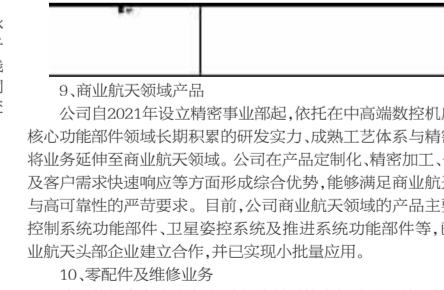 9、商业航天领域产品
公司自2021年设立精密事业部起,依托在中高端数控机
核心功能部件领域长期积累的研发实力、成熟工艺体系与精
将业务延伸至商业航天领域。公司在产品定制化、精密加工、
及客户需求快速响应等方面形成综合优势,能够满足商业航天
与高可靠性的严苛要求。目前,公司商业航天领域的产品主要
控制系统功能部件、卫星姿控系统及推进系统功能部件等,
业航天头部企业建立合作,并已实现小批量应用。
10、零配件及维修业务